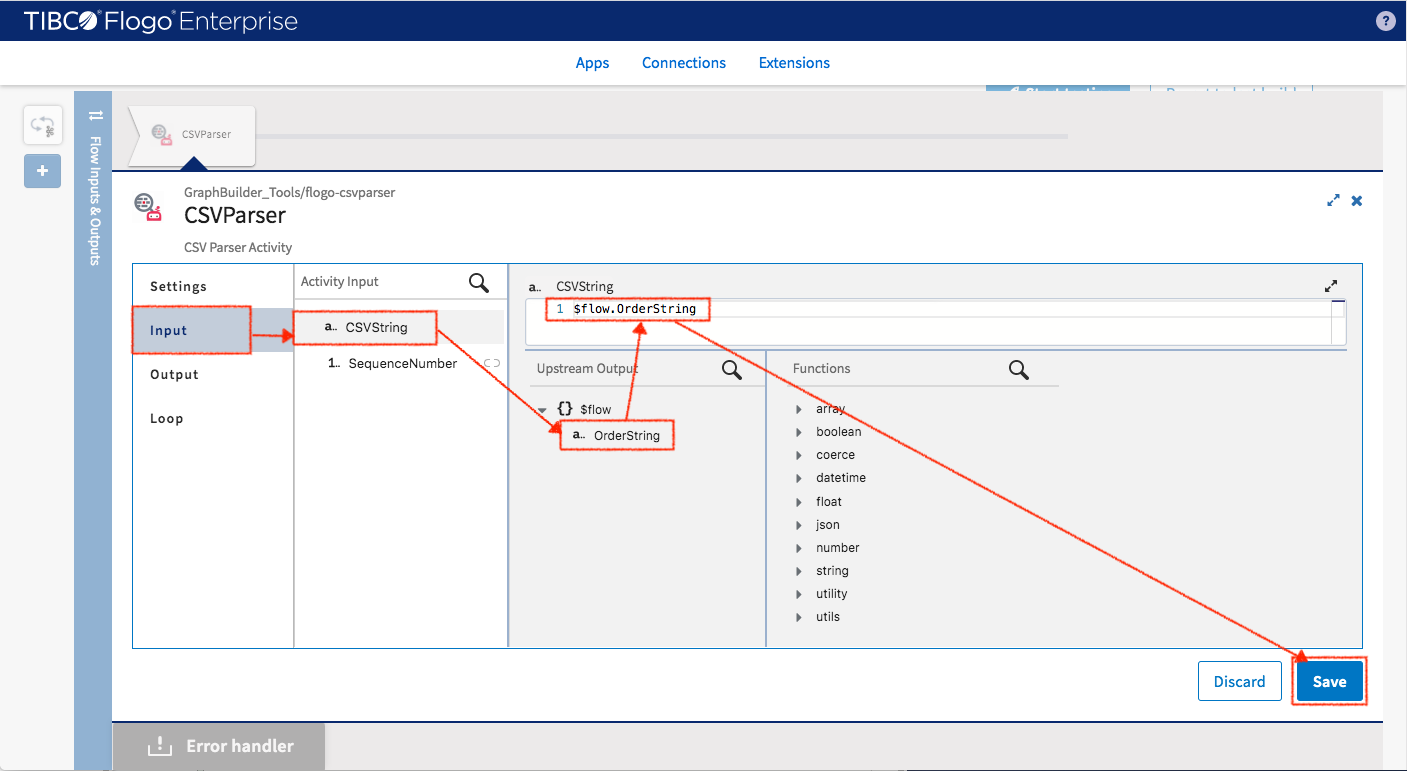 TIBCO® Flogo® Enterprise
?
Apps
Connections
Extensions
Flow Inputs & Outputs
CSVParser
GraphBuilder_Tools/flogo-csvparser
CSVParser
CSV Parser Activity
Settings
Input
Output
Loop
Activity Input
a.. CSVString
1.. SequenceNumber
a.. CSVString
1 $flow.OrderString
Upstream Output
{} $flow
a.. OrderString
Functions
array
boolean
coerce
datetime
float
json
number
string
utility
utils
Discard
Save
Error handler